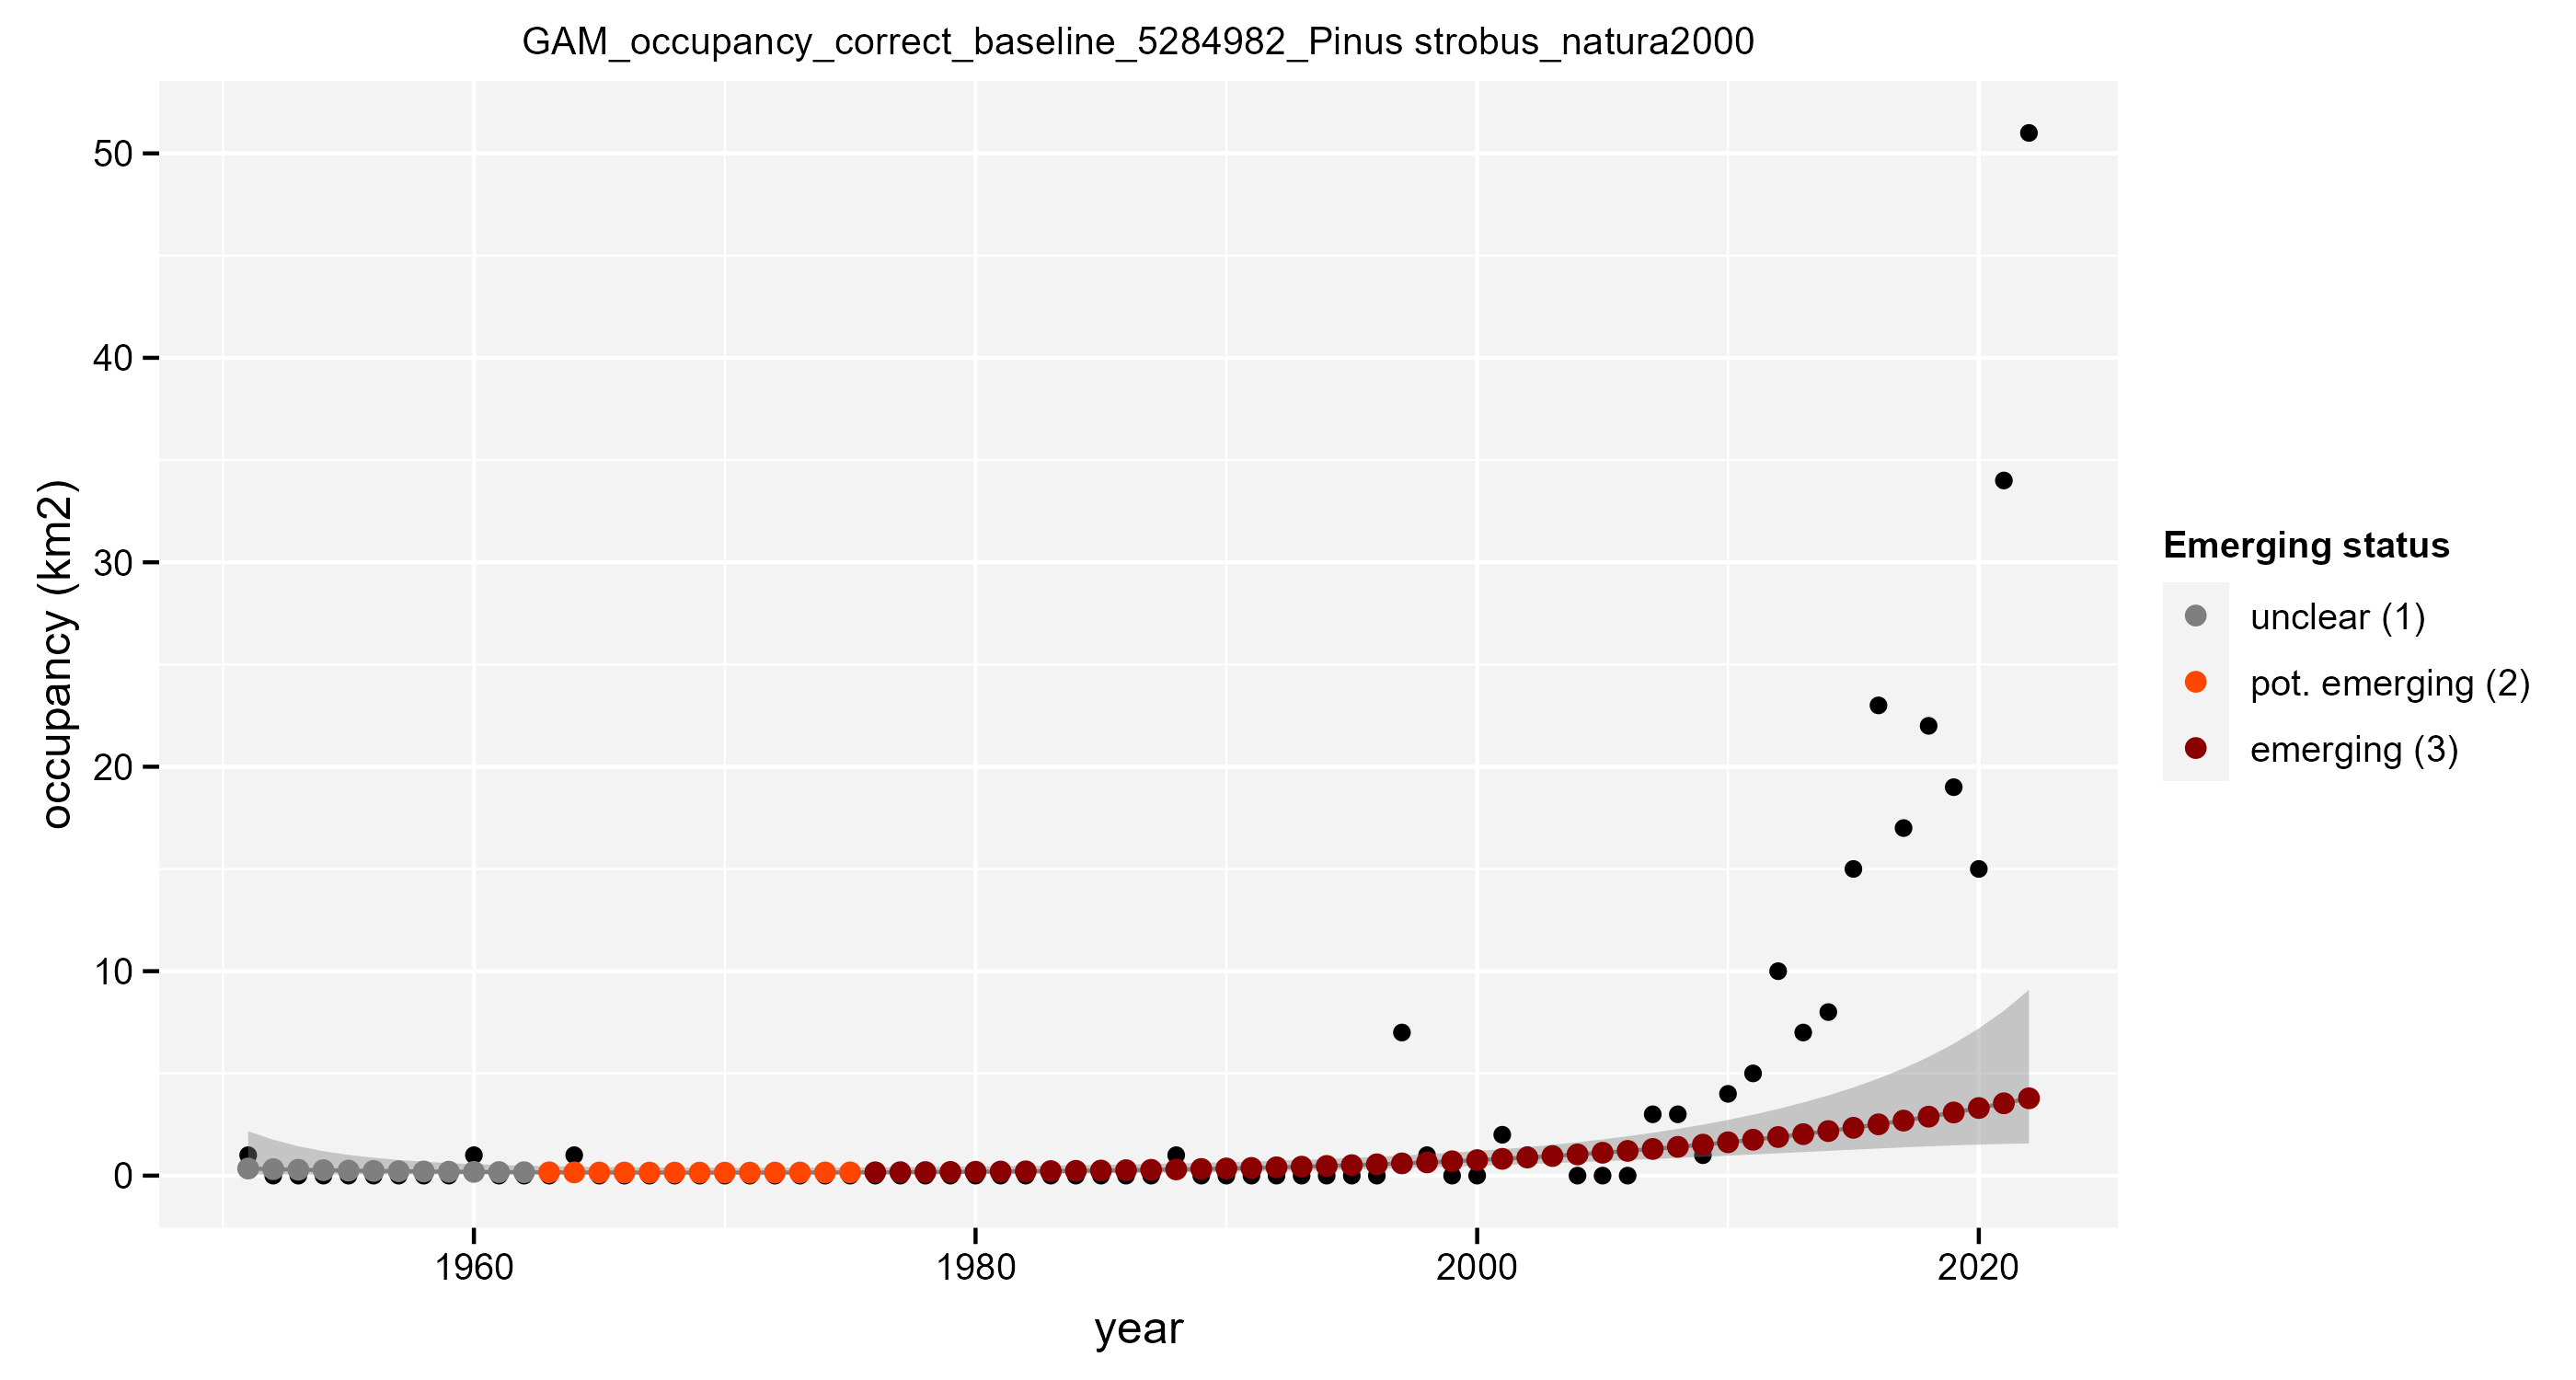 GAM_occupancy_correct_baseline_5284982_Pinus strobus_natura2000
50
40
30
20
10
0
occupancy (km2)
1960
1980
2000
2020
year
Emerging status
unclear (1)
pot. emerging (2)
emerging (3)